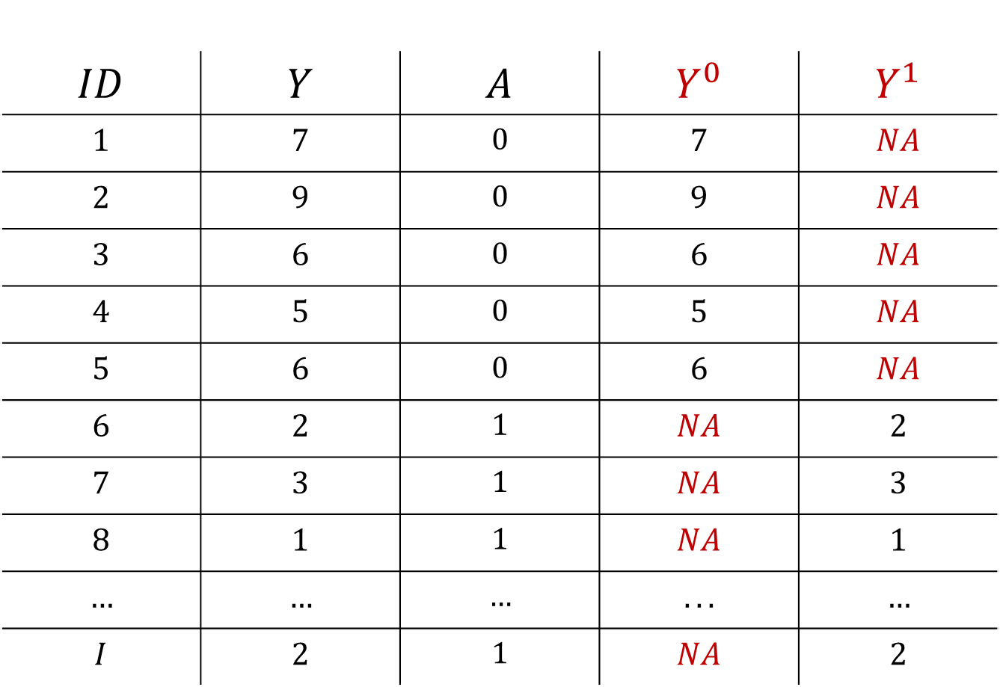 ID Y A Y⁰ Y¹
1 7 0 7 NA
2 9 0 9 NA
3 6 0 6 NA
4 5 0 5 NA
5 6 0 6 NA
6 2 1 NA 2
7 3 1 NA 3
8 1 1 NA 1
... ... ... ... ...
I 2 1 NA 2